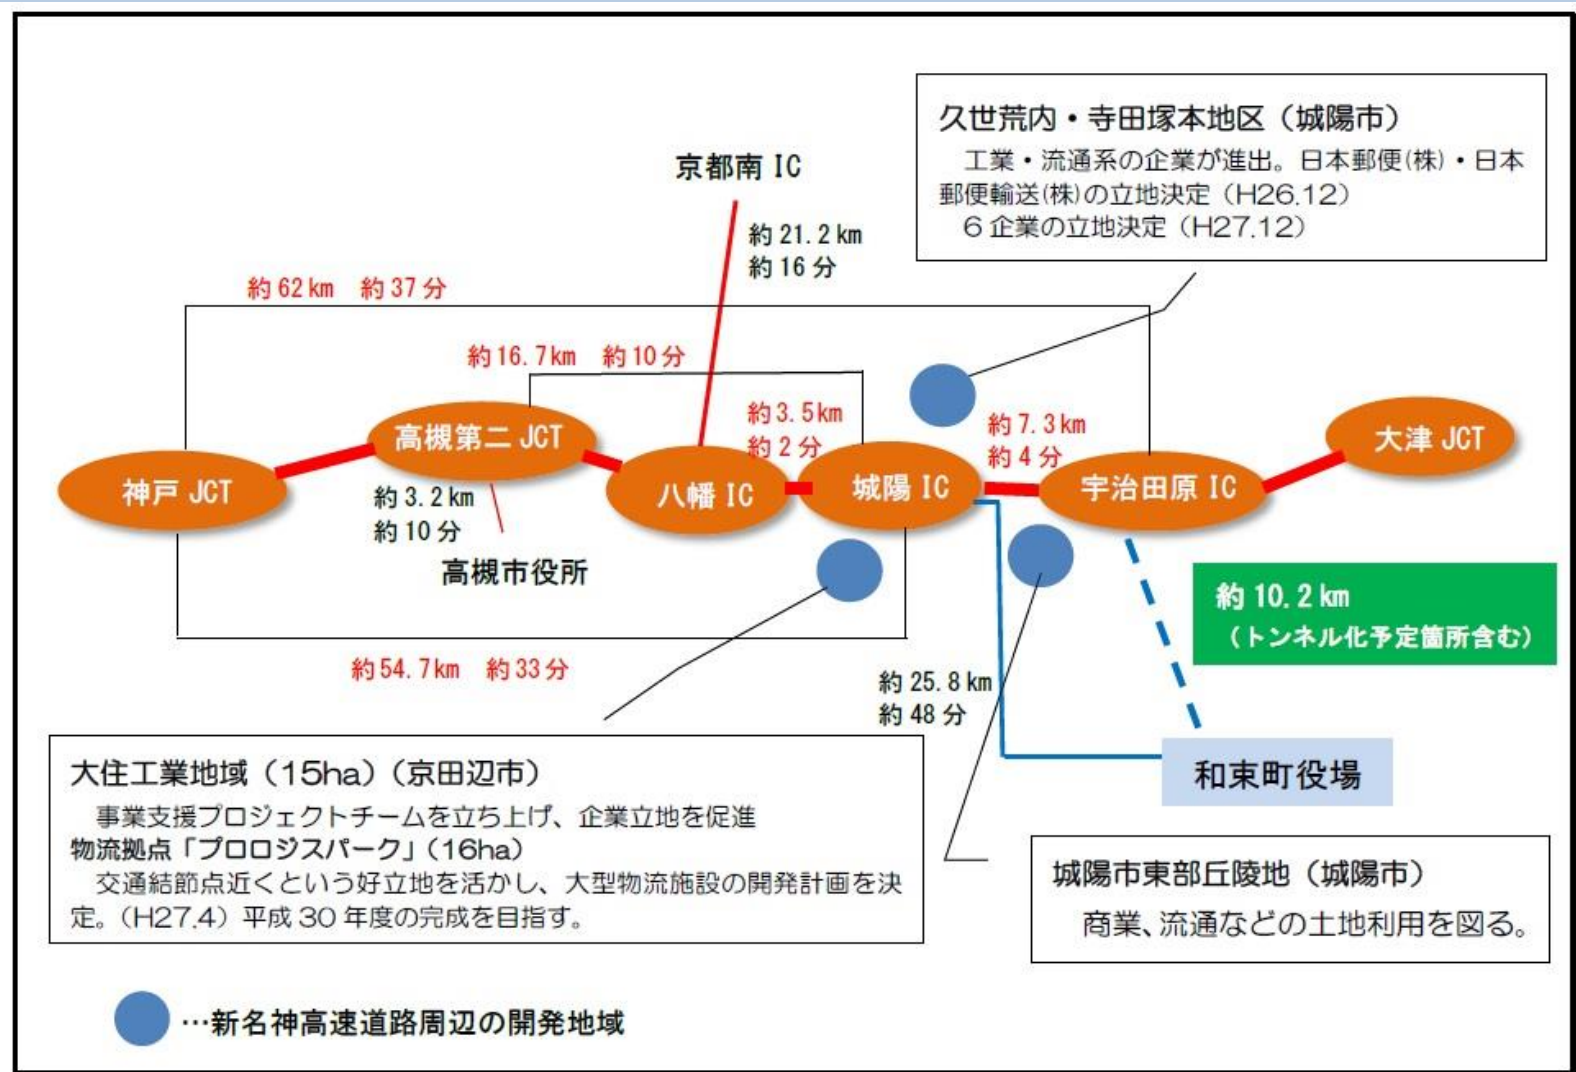 久世荒内・寺田塚本地区（城陽市）
工業・流通系の企業が進出。日本郵便(株)・日本
郵便輸送(株)の立地決定（H26.12）
6企業の立地決定（H27.12）
京都南 IC
約 21.2 km
約 16 分
約 62 km　約 37 分
約 16.7km　約 10 分
約 3.5km
約 2 分
約 7.3 km
約 4 分
神戸 JCT
高槻第二 JCT
八幡 IC
城陽 IC
宇治田原 IC
大津 JCT
約 3.2 km
約 10 分
高槻市役所
約 54.7km　約 33 分
約 25.8 km
約 48 分
約 10.2 km
（トンネル化予定箇所含む）
和束町役場
大住工業地域（15ha）（京田辺市）
事業支援プロジェクトチームを立ち上げ、企業立地を促進
物流拠点「プロロジスパーク」（16ha）
交通結節点近くという好立地を活かし、大型物流施設の開発計画を決
定。（H27.4）平成 30 年度の完成を目指す。
城陽市東部丘陵地（城陽市）
商業、流通などの土地利用を図る。
…新名神高速道路周辺の開発地域